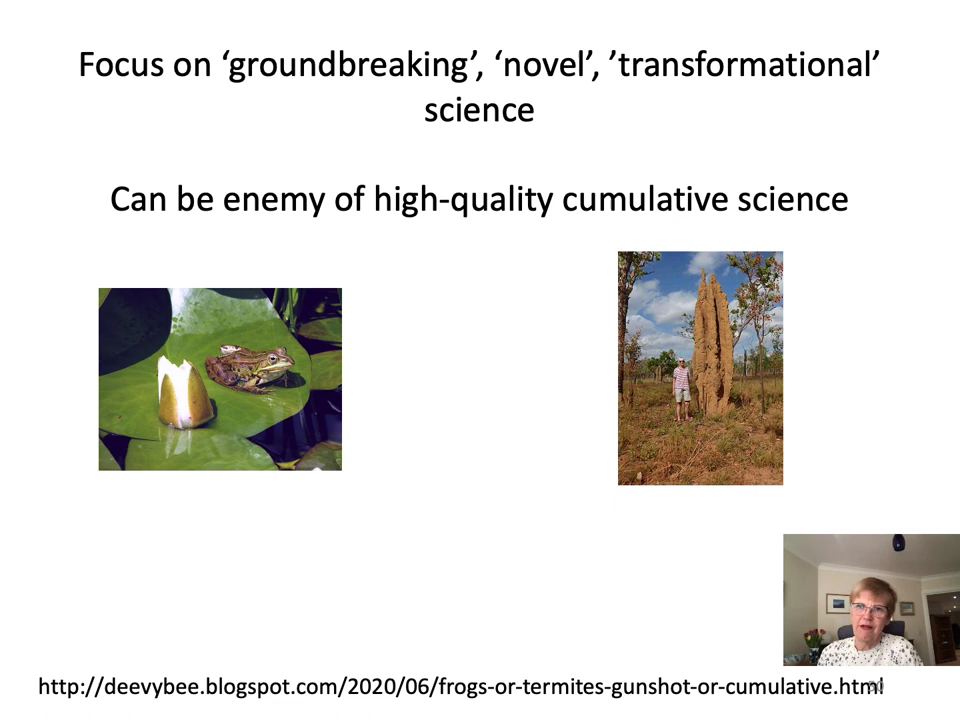 Focus on ‘groundbreaking’, ‘novel’, ’transformational’
science
Can be enemy of high-quality cumulative science
http://deevybee.blogspot.com/2020/06/frogs-or-termites-gunshot-or-cumulative.html